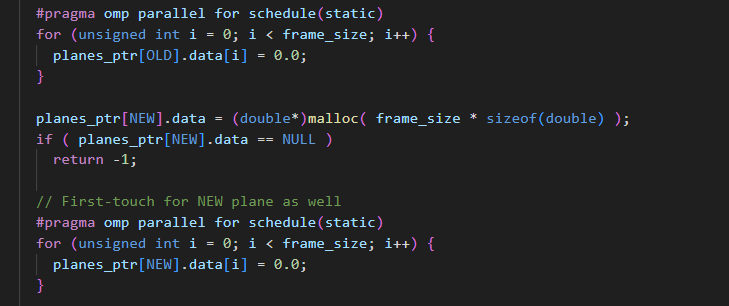 #pragma omp parallel for schedule(static)
for (unsigned int i = 0; i < frame_size; i++) {
planes_ptr[OLD].data[i] = 0.0;
}
planes_ptr[NEW].data = (double*)malloc( frame_size * sizeof(double) );
if ( planes_ptr[NEW].data == NULL )
return -1;
// First-touch for NEW plane as well
#pragma omp parallel for schedule(static)
for (unsigned int i = 0; i < frame_size; i++) {
planes_ptr[NEW].data[i] = 0.0;
}